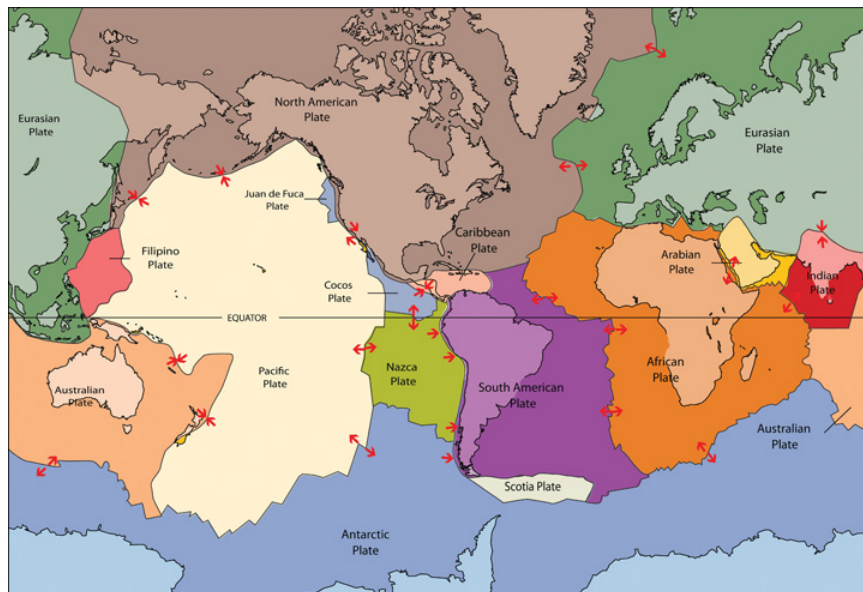 North American
Plate
Eurasian
Plate
Eurasian
Plate
Juan de Fuca
Plate
Caribbean
Plate
Filipino
Plate
Arabian
Plate
Cocos
Plate
Indian
Plate
EQUATOR
Pacific
Plate
Nazca
Plate
African
Plate
Australian
Plate
South American
Plate
Australian
Plate
Scotia Plate
Antarctic
Plate